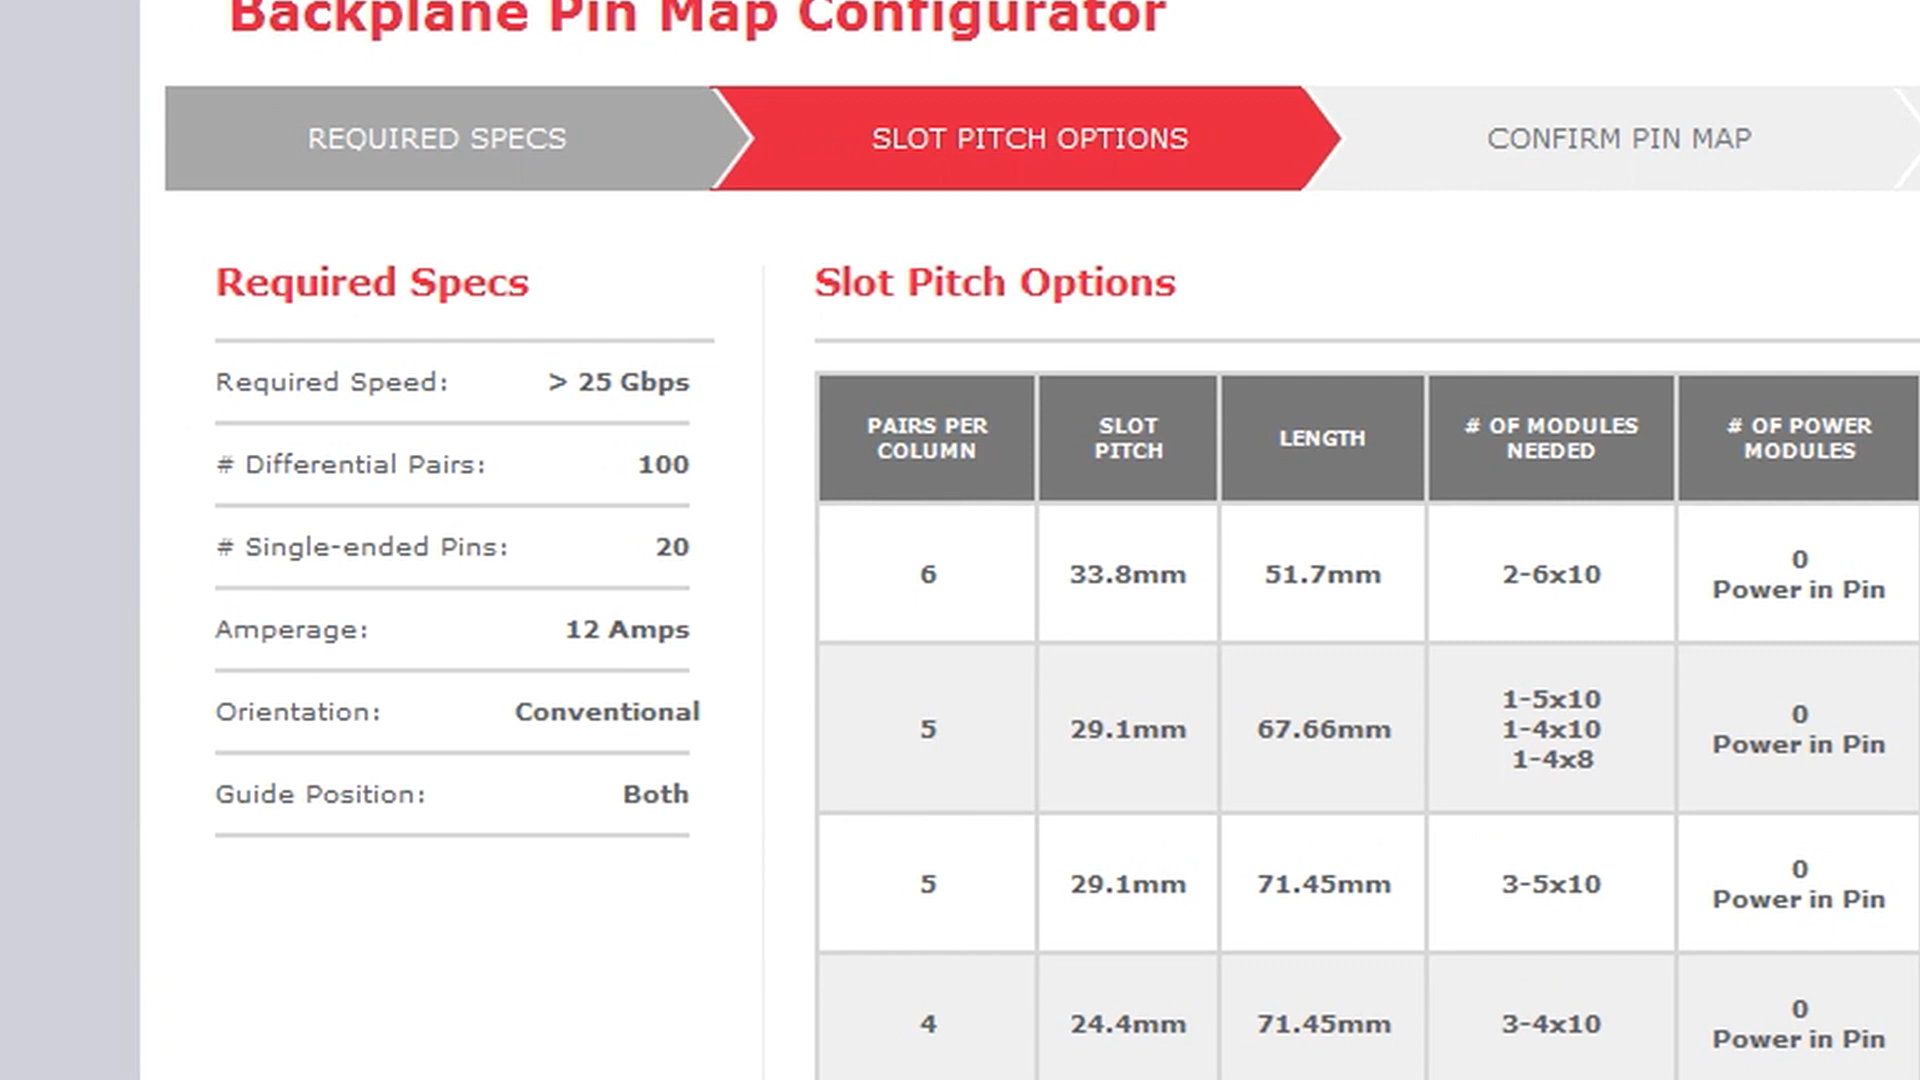 Backplane Pin Map Configurator
REQUIRED SPECS
SLOT PITCH OPTIONS
CONFIRM PIN MAP
Required Specs
Required Speed: > 25 Gbps
# Differential Pairs: 100
# Single-ended Pins: 20
Amperage: 12 Amps
Orientation: Conventional
Guide Position: Both
Slot Pitch Options
PAIRS PER
COLUMN
SLOT
PITCH
LENGTH
# OF MODULES
NEEDED
# OF POWER
MODULES
6
33.8mm
51.7mm
2-6x10
0
Power in Pin
5
29.1mm
67.66mm
1-5x10
1-4x10
1-4x8
0
Power in Pin
5
29.1mm
71.45mm
3-5x10
0
Power in Pin
4
24.4mm
71.45mm
3-4x10
0
Power in Pin